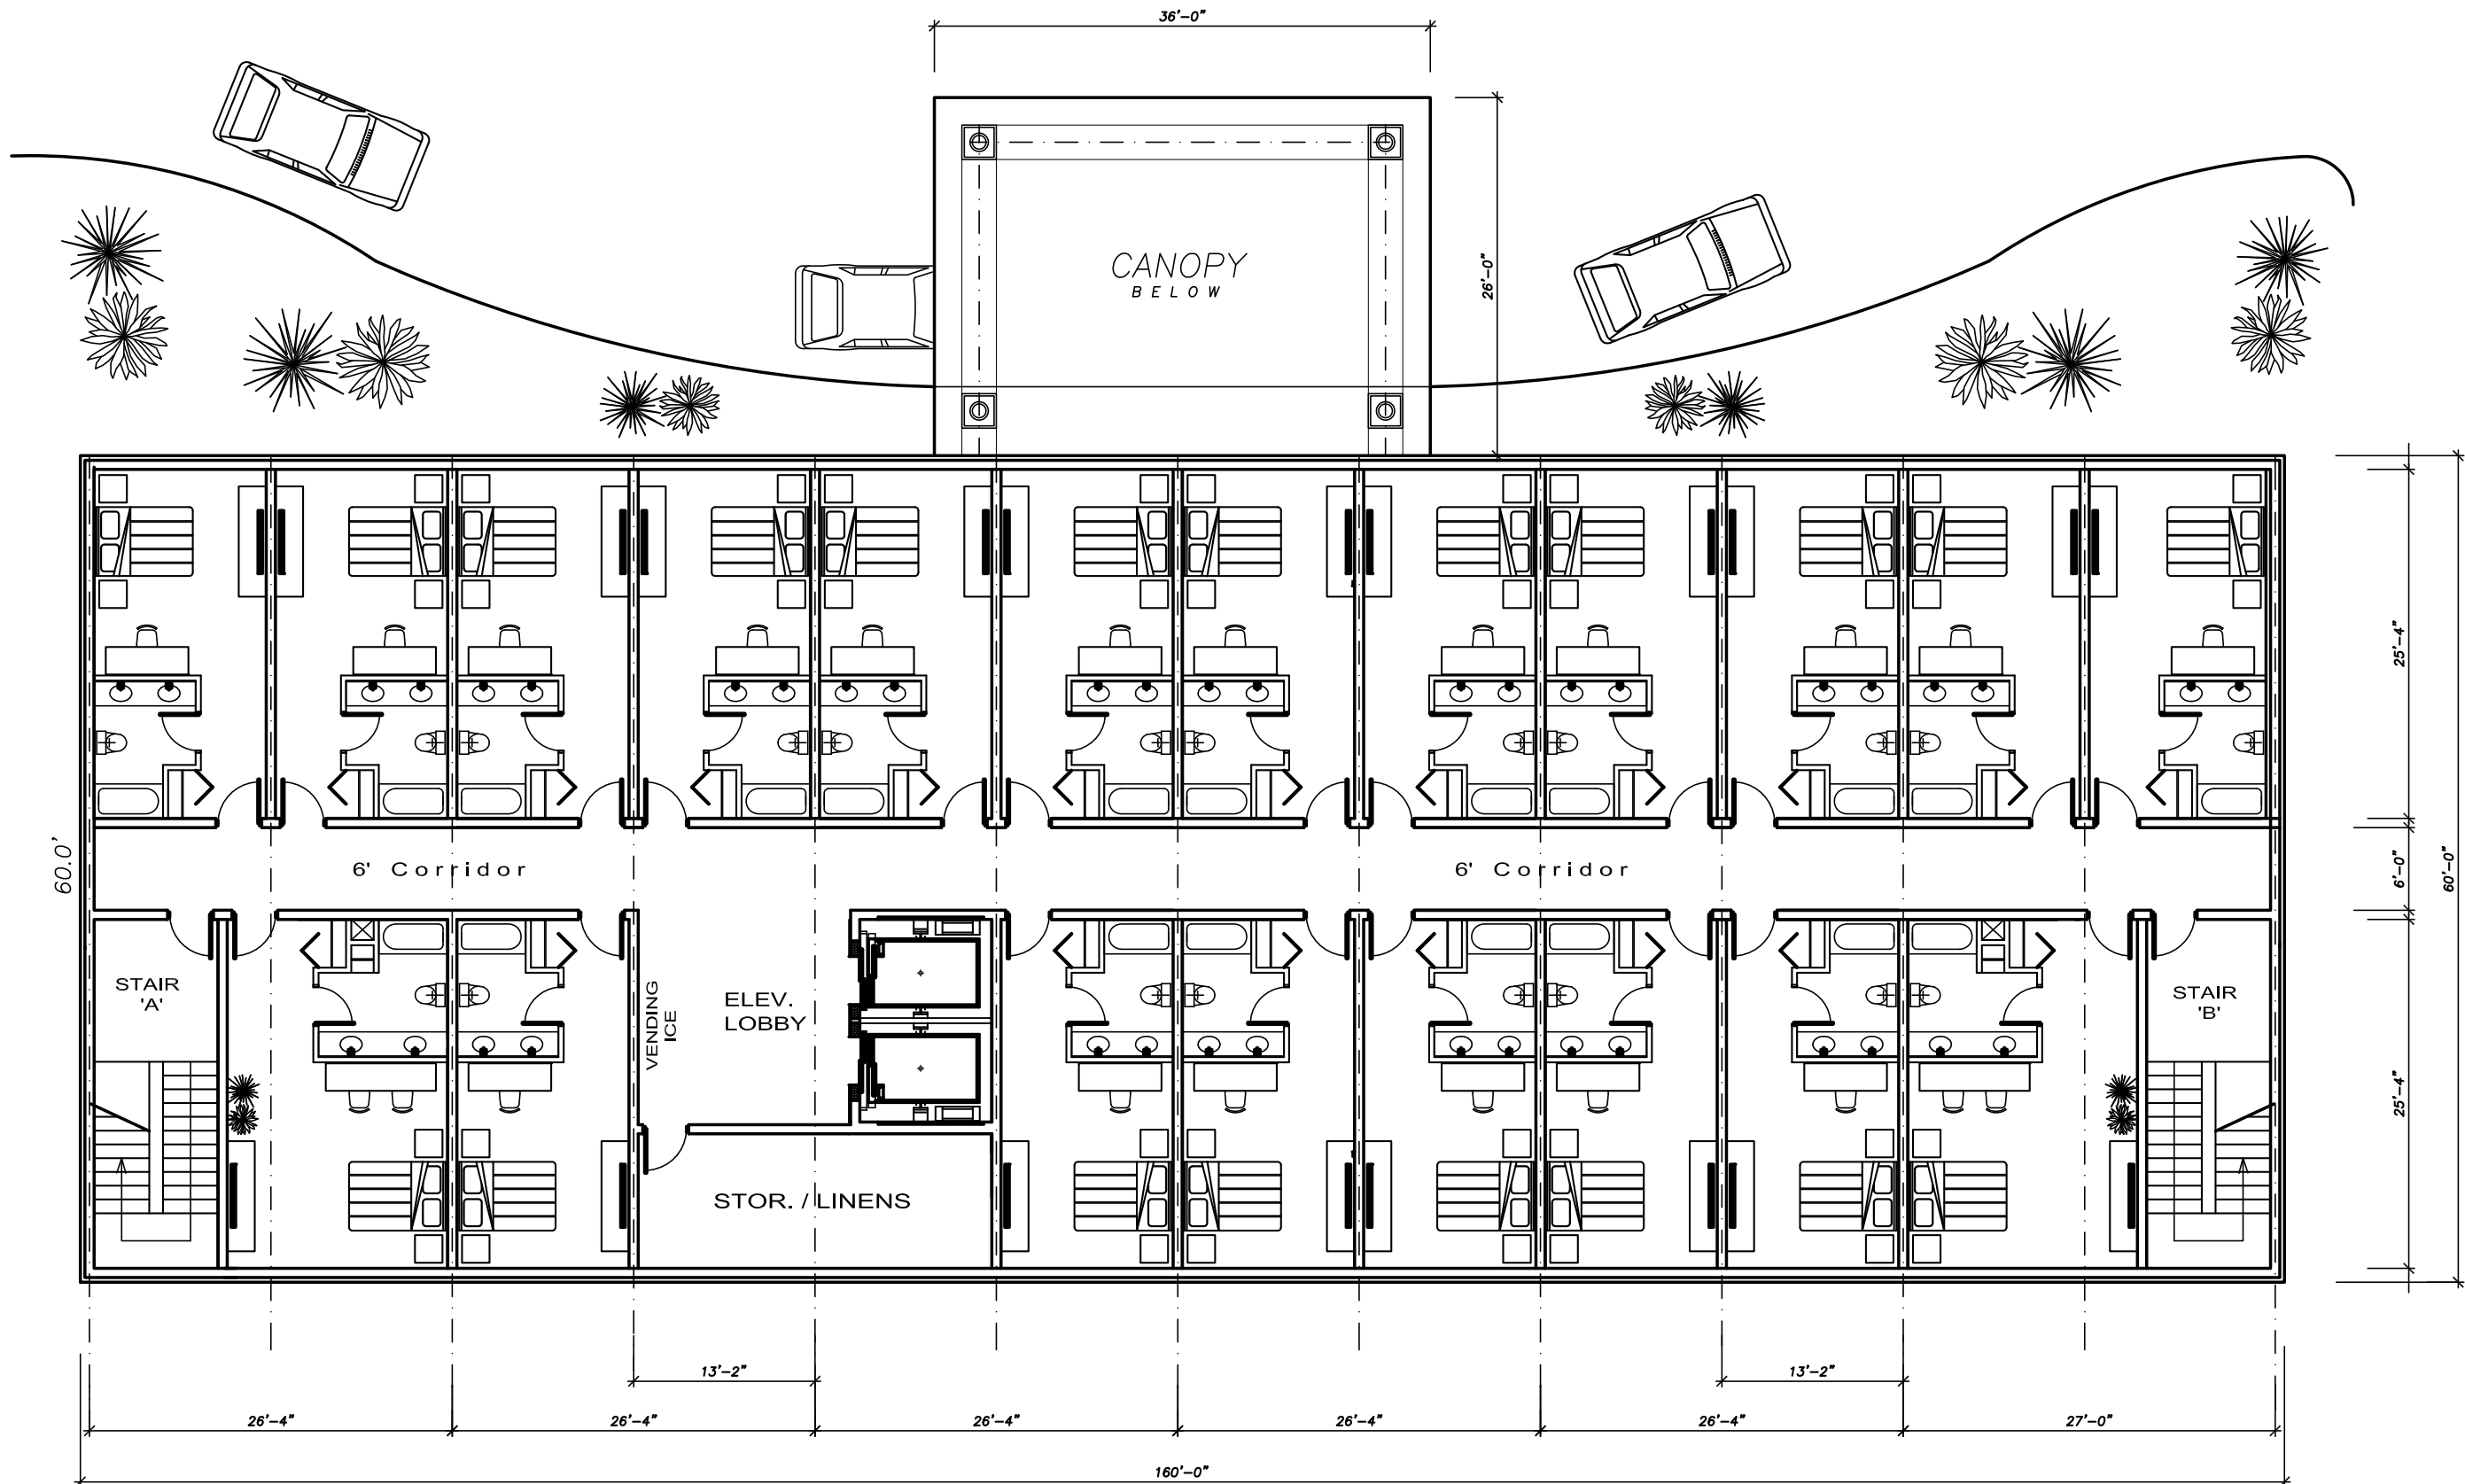 36'-0"
CANOPY
BELOW
26'-0"
25'-4"
6'-0"
60'-0"
25'-4"
60.0'
6' Corridor
6' Corridor
STAIR
'A'
VENDING
ICE
ELEV.
LOBBY
STAIR
'B'
STOR. / LINENS
13'-2"
13'-2"
26'-4"
26'-4"
26'-4"
26'-4"
26'-4"
27'-0"
160'-0"